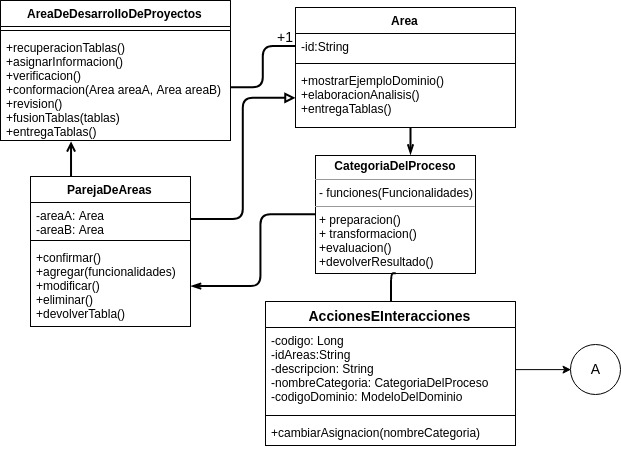 AreaDeDesarrolloDeProyectos
+recuperacionTablas()
+asignarInformacion()
+verificacion()
+conformacion(Area areaA, Area areaB)
+revision()
+fusionTablas(tablas)
+entregaTablas()
+1
Area
-id:String
+mostrarEjemploDominio()
+elaboracionAnalisis()
+entregaTablas()
ParejaDeAreas
-areaA: Area
-areaB: Area
+confirmar()
+agregar(funcionalidades)
+modificar()
+eliminar()
+devolverTabla()
CategoriaDelProceso
- funciones(Funcionalidades)
+ preparacion()
+ transformacion()
+evaluacion()
+devolverResultado()
AccionesEInteracciones
-codigo: Long
-idAreas:String
-descripcion: String
-nombreCategoria: CategoriaDelProceso
-codigoDominio: ModeloDelDominio
+cambiarAsignacion(nombreCategoria)
A